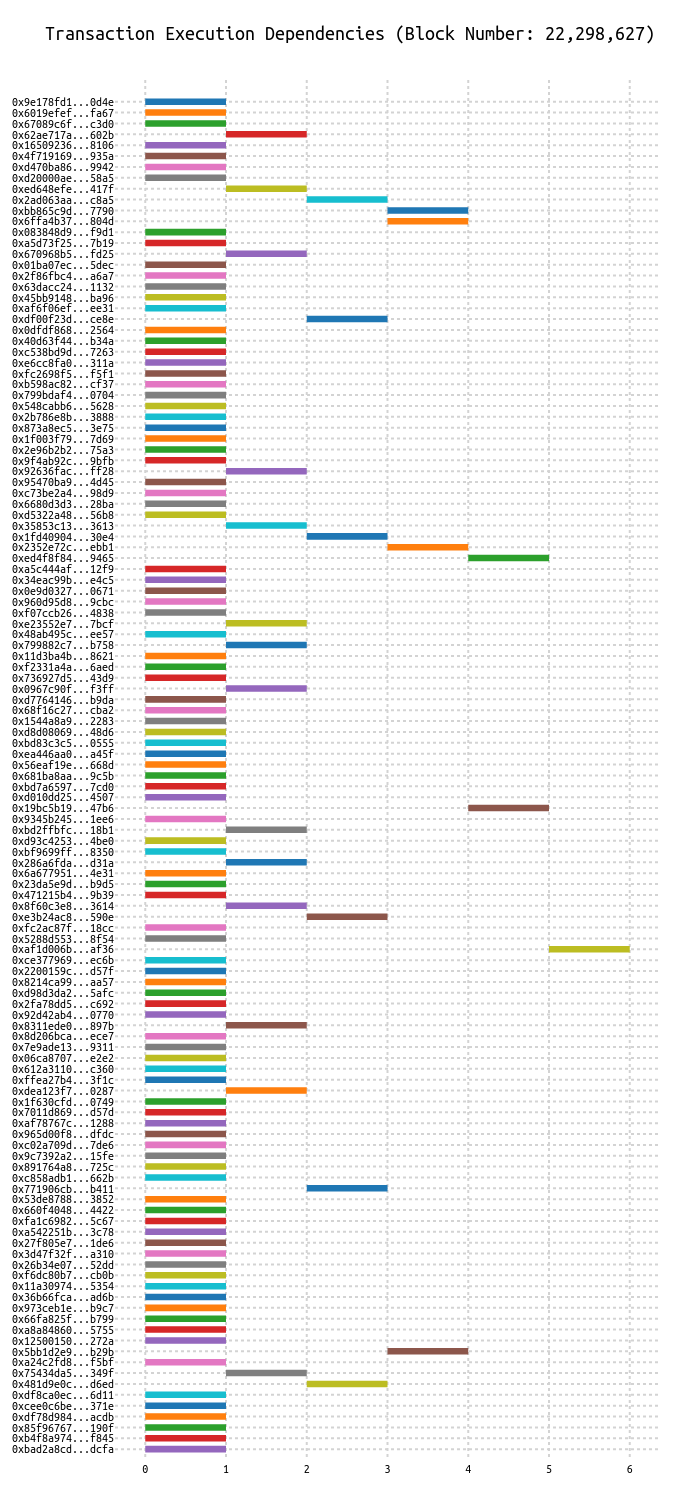 Transaction Execution Dependencies (Block Number: 22,298,627)
0x9e178fd1...0d4e
0x6019efef...fa67
0x67089c6f...c3d0
0x62ae717a...602b
0x16509236...8106
0x4f719169...935a
0xd470ba86...9942
0xd20000ae...58a5
0xed648efe...417f
0x2ad063aa...c8a5
0xbb865c9d...7790
0x6ffa4b37...804d
0x083848d9...f9d1
0xa5d73f25...7b19
0x670968b5...fd25
0x01ba07ec...5dec
0x2f86fbc4...a6a7
0x63dacc24...1132
0x45bb9148...ba96
0xaf6f06ef...ee31
0xdf00f23d...ce8e
0x0dfdf868...2564
0x40d63f44...b34a
0xc538bd9d...7263
0xe6cc8fa0...311a
0xfc2698f5...f5f1
0xb598ac82...cf37
0x799bdaf4...0704
0x548cabb6...5628
0x2b786e8b...3888
0x873a8ec5...3e75
0x1f003f79...7d69
0x2e96b2b2...75a3
0x9f4ab92c...9bfb
0x92636fac...ff28
0x95470ba9...4d45
0xc73be2a4...98d9
0x6680d3d3...28ba
0xd5322a48...56b8
0x35853c13...3613
0x1fd40904...30e4
0x2352e72c...ebb1
0xed4f8f84...9465
0xa5c444af...12f9
0x34eac99b...e4c5
0x0e9d0327...0671
0x960d95d8...9cbc
0xf07ccb26...4838
0xe23552e7...7bcf
0x48ab495c...ee57
0x799882c7...b758
0x11d3ba4b...8621
0xf2331a4a...6aed
0x736927d5...43d9
0x0967c90f...f3ff
0xd7764146...b9da
0x68f16c27...cba2
0x1544a8a9...2283
0xd8d08069...48d6
0xbd83c3c5...0555
0xea446aa0...a45f
0x56eaf19e...668d
0x681ba8aa...9c5b
0xbd7a6597...7cd0
0xd010dd25...4507
0x19bc5b19...47b6
0x9345b245...1ee6
0xbd2ffbfc...18b1
0xd93c4253...4be0
0xbf9699ff...8350
0x286a6fda...d31a
0x6a677951...4e31
0x23da5e9d...b9d5
0x471215b4...9b39
0x8f60c3e8...3614
0xe3b24ac8...590e
0xfc2ac87f...18cc
0x5288d553...8f54
0xaf1d006b...af36
0xce377969...ec6b
0x2200159c...d57f
0x8214ca99...aa57
0xd98d3da2...5afc
0x2fa78dd5...c692
0x92d42ab4...0770
0x8311ede0...897b
0x8d206bca...ece7
0x7e9ade13...9311
0x06ca8707...e2e2
0x612a3110...c360
0xffea27b4...3f1c
0xdea123f7...0287
0x1f630cfd...0749
0x7011d869...d57d
0xaf78767c...1288
0x965d00f8...dfdc
0xc02a709d...7de6
0x9c7392a2...15fe
0x891764a8...725c
0xc858adb1...662b
0x771906cb...b411
0x53de8788...3852
0x660f4048...4422
0xfa1c6982...5c67
0xa542251b...3c78
0x27f805e7...1de6
0x3d47f32f...a310
0x26b34e07...52dd
0xf6dc80b7...cb0b
0x11a30974...5354
0x36b66fca...ad6b
0x973ceb1e...b9c7
0x66fa825f...b799
0xa8a84860...5755
0x12500150...272a
0x5bb1d2e9...b29b
0xa24c2fd8...f5bf
0x75434da5...349f
0x481d9e0c...d6ed
0xdf8ca0ec...6d11
0xcee0c6be...371e
0xdf78d984...acdb
0x85f96767...190f
0xb4f8a974...f845
0xbad2a8cd...dcfa
0 1 2 3 4 5 6